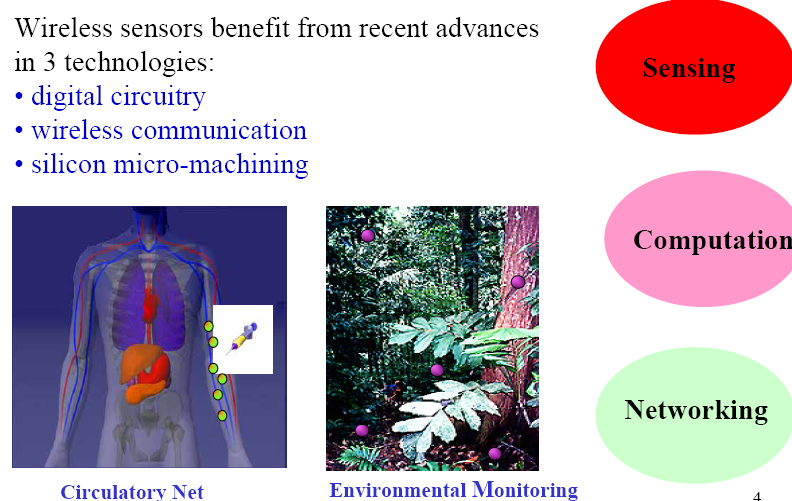 Wireless sensors benefit from recent advances
in 3 technologies:
• digital circuitry
• wireless communication
• silicon micro-machining
Sensing
Computation
Networking
Circulatory Net
Environmental Monitoring
4